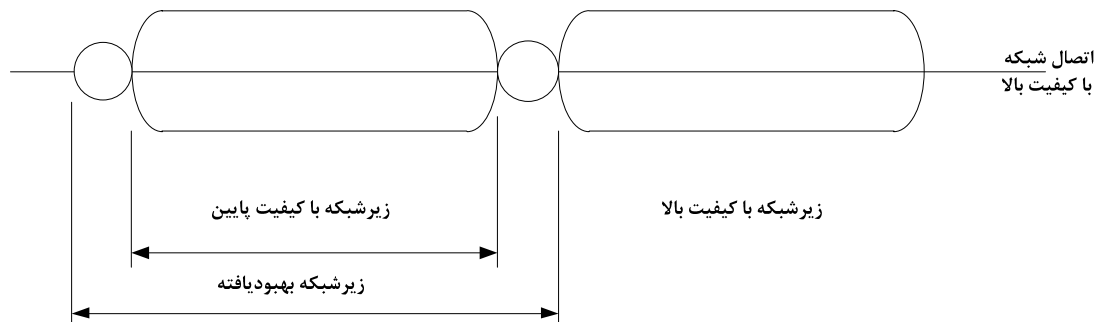 اتصال شبکه
با کیفیت بالا
زیرشبکه با کیفیت بالا
زیرشبکه با کیفیت پایین
زیرشبکه بهبودیافته